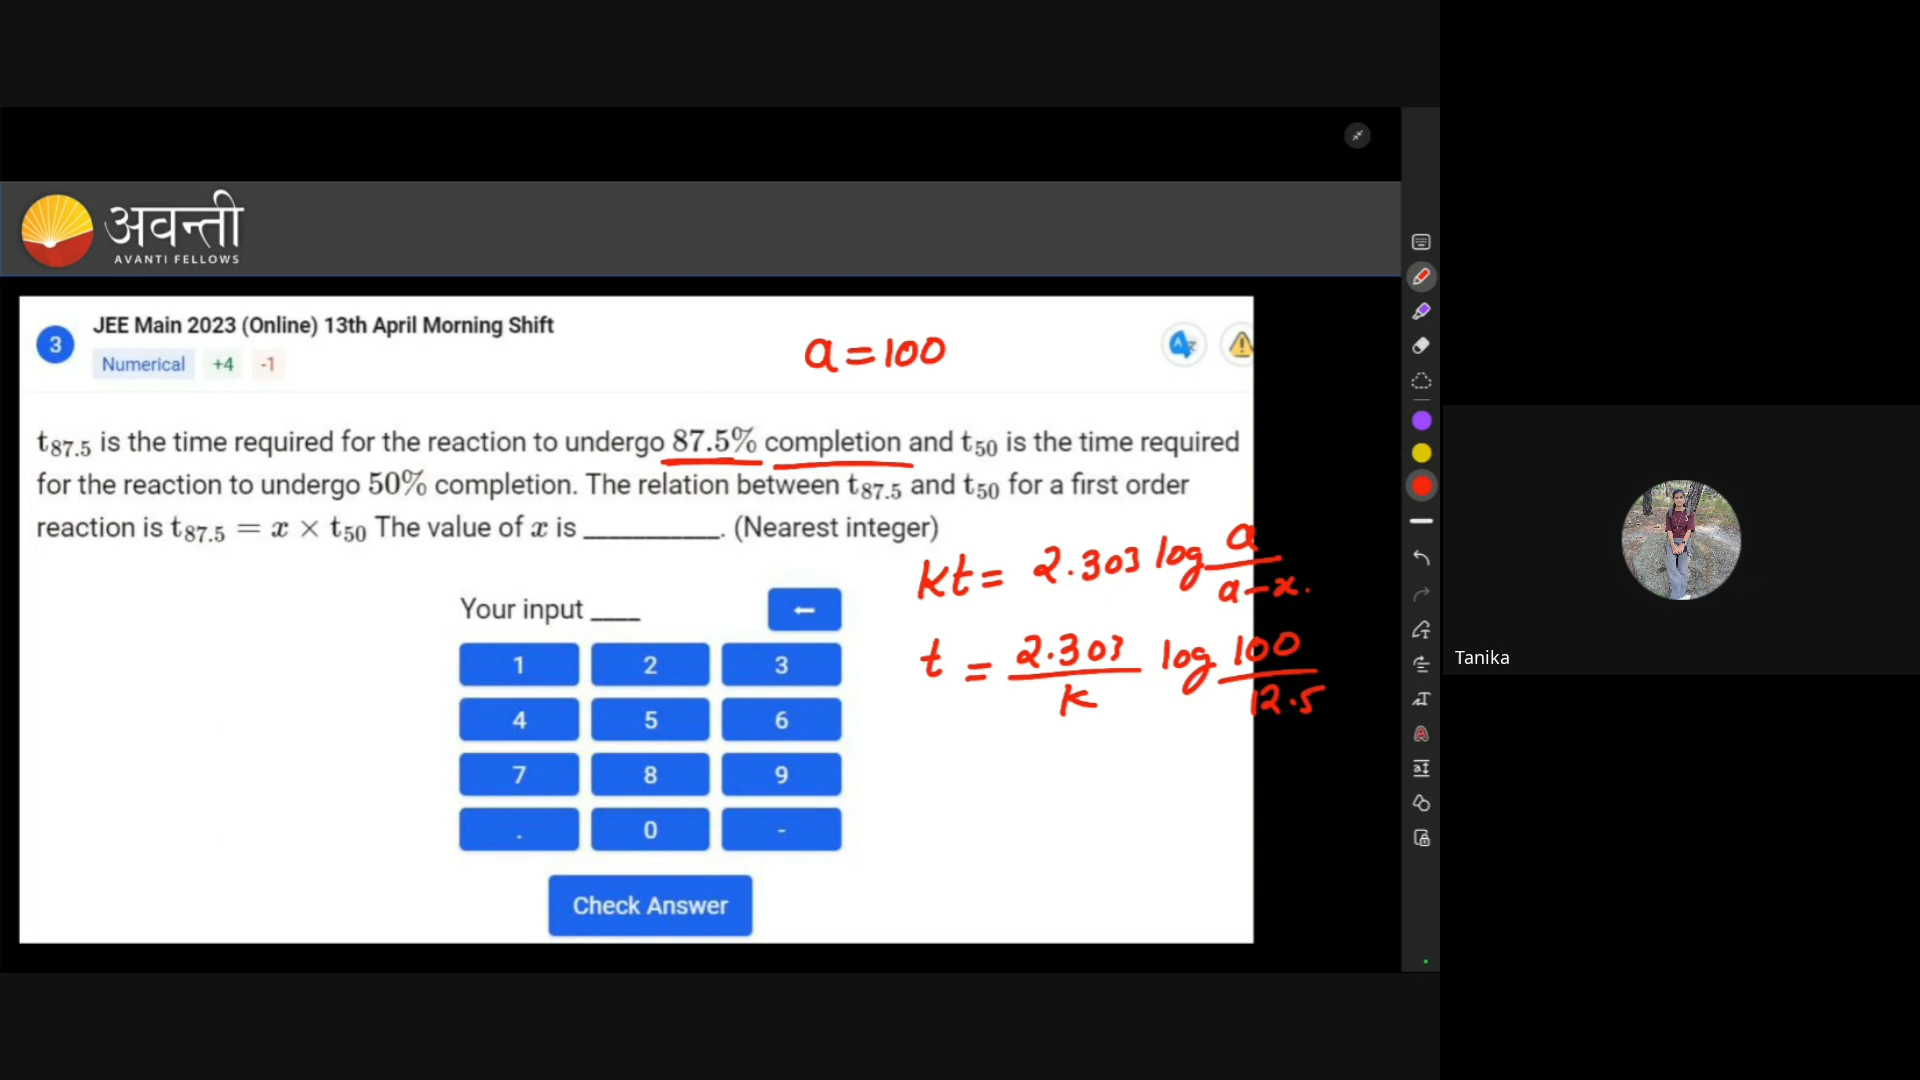 अवन्ती
AVANTI FELLOWS
3
JEE Main 2023 (Online) 13th April Morning Shift
Numerical +4 -1
a = 100
t87.5 is the time required for the reaction to undergo 87.5% completion and t50 is the time required
for the reaction to undergo 50% completion. The relation between t87.5 and t50 for a first order
reaction is t87.5 = x × t50 The value of x is __________. (Nearest integer)
kt = 2.303 log a/a-x.
t = 2.303/k log 100/12.5
Your input ____
1 2 3
4 5 6
7 8 9
. 0 -
Check Answer
Tanika